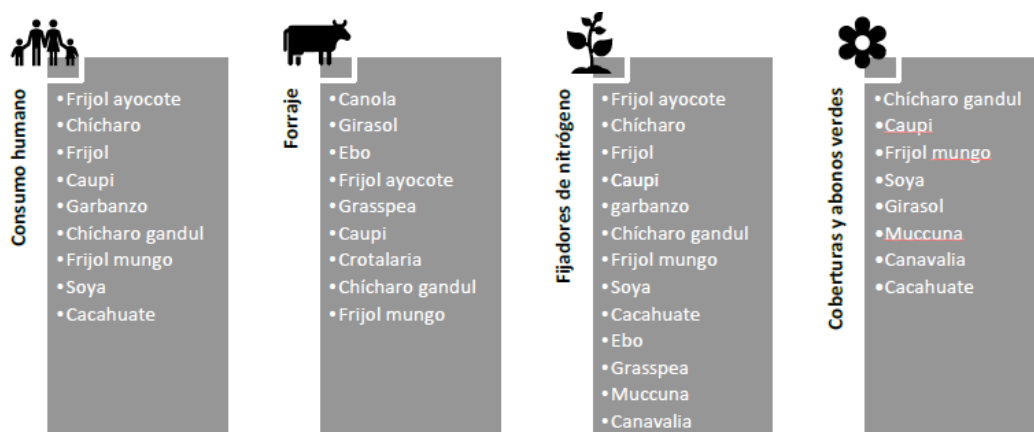 Consumo humano
•Frijol ayocote
•Chícharo
•Frijol
•Caupi
•Garbanzo
•Chícharo gandul
•Frijol mungo
•Soya
•Cacahuate
Forraje
•Canola
•Girasol
•Ebo
•Frijol ayocote
•Grasspea
•Caupi
•Crotalaria
•Chícharo gandul
•Frijol mungo
Fijadores de nitrógeno
•Frijol ayocote
•Chícharo
•Frijol
•Caupi
•garbanzo
•Chícharo gandul
•Frijol mungo
•Soya
•Cacahuate
•Ebo
•Grasspea
•Muccuna
•Canavalia
Coberturas y abonos verdes
•Chícharo gandul
•Caupi
•Frijol mungo
•Soya
•Girasol
•Muccuna
•Canavalia
•Cacahuate